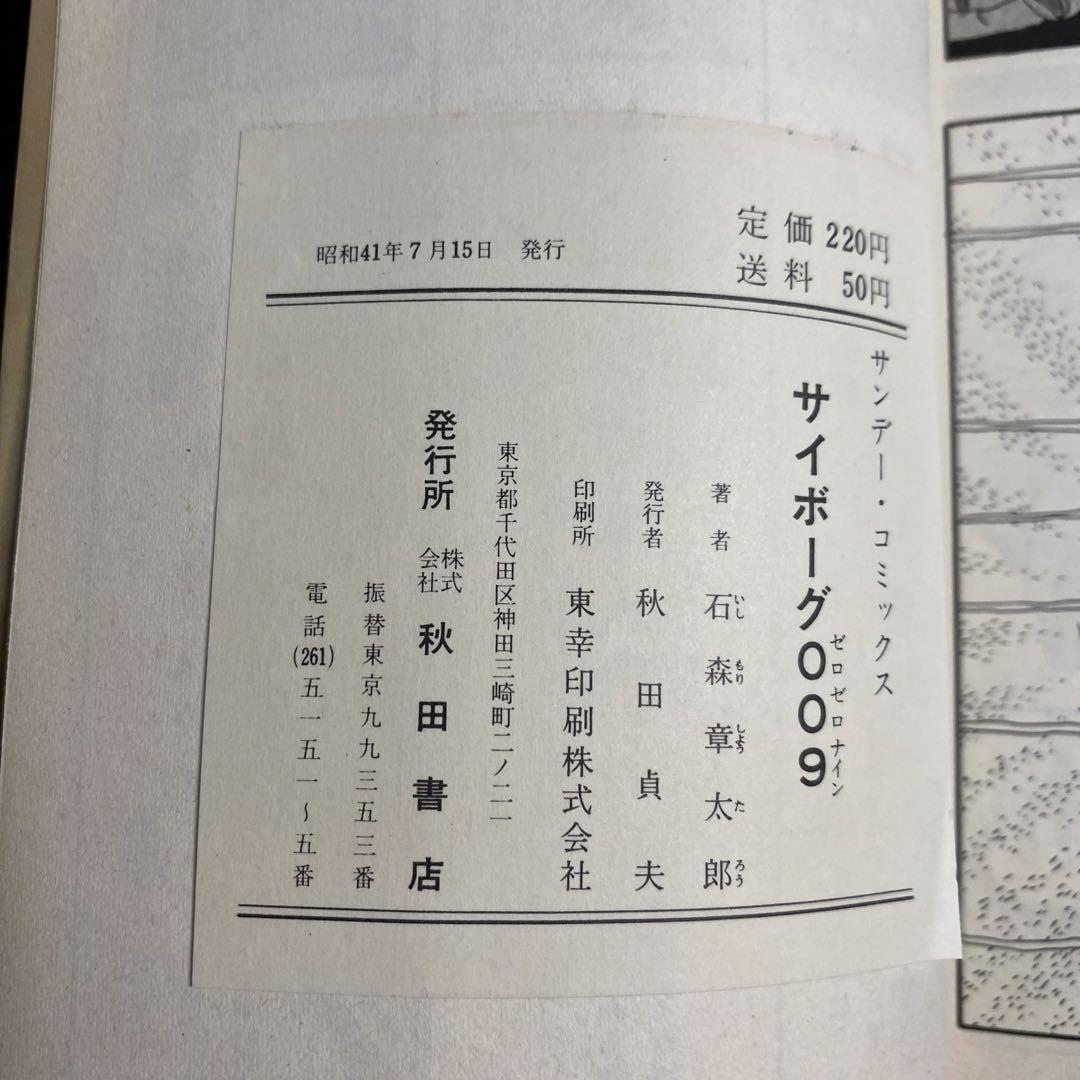 定価220円
送料 50円
昭和41年7月15日 発行
サンデー・コミックス
サイボーグ009
ゼロゼロナイン
著者 石森章太郎
いしもりしょうたろう
発行者 秋田貞夫
印刷所 東幸印刷株式会社
東京都千代田区神田三崎町二ノ二一
発行所 株式会社 秋田書店
振替東京九九三五三番
電話(261)五一五一~五番